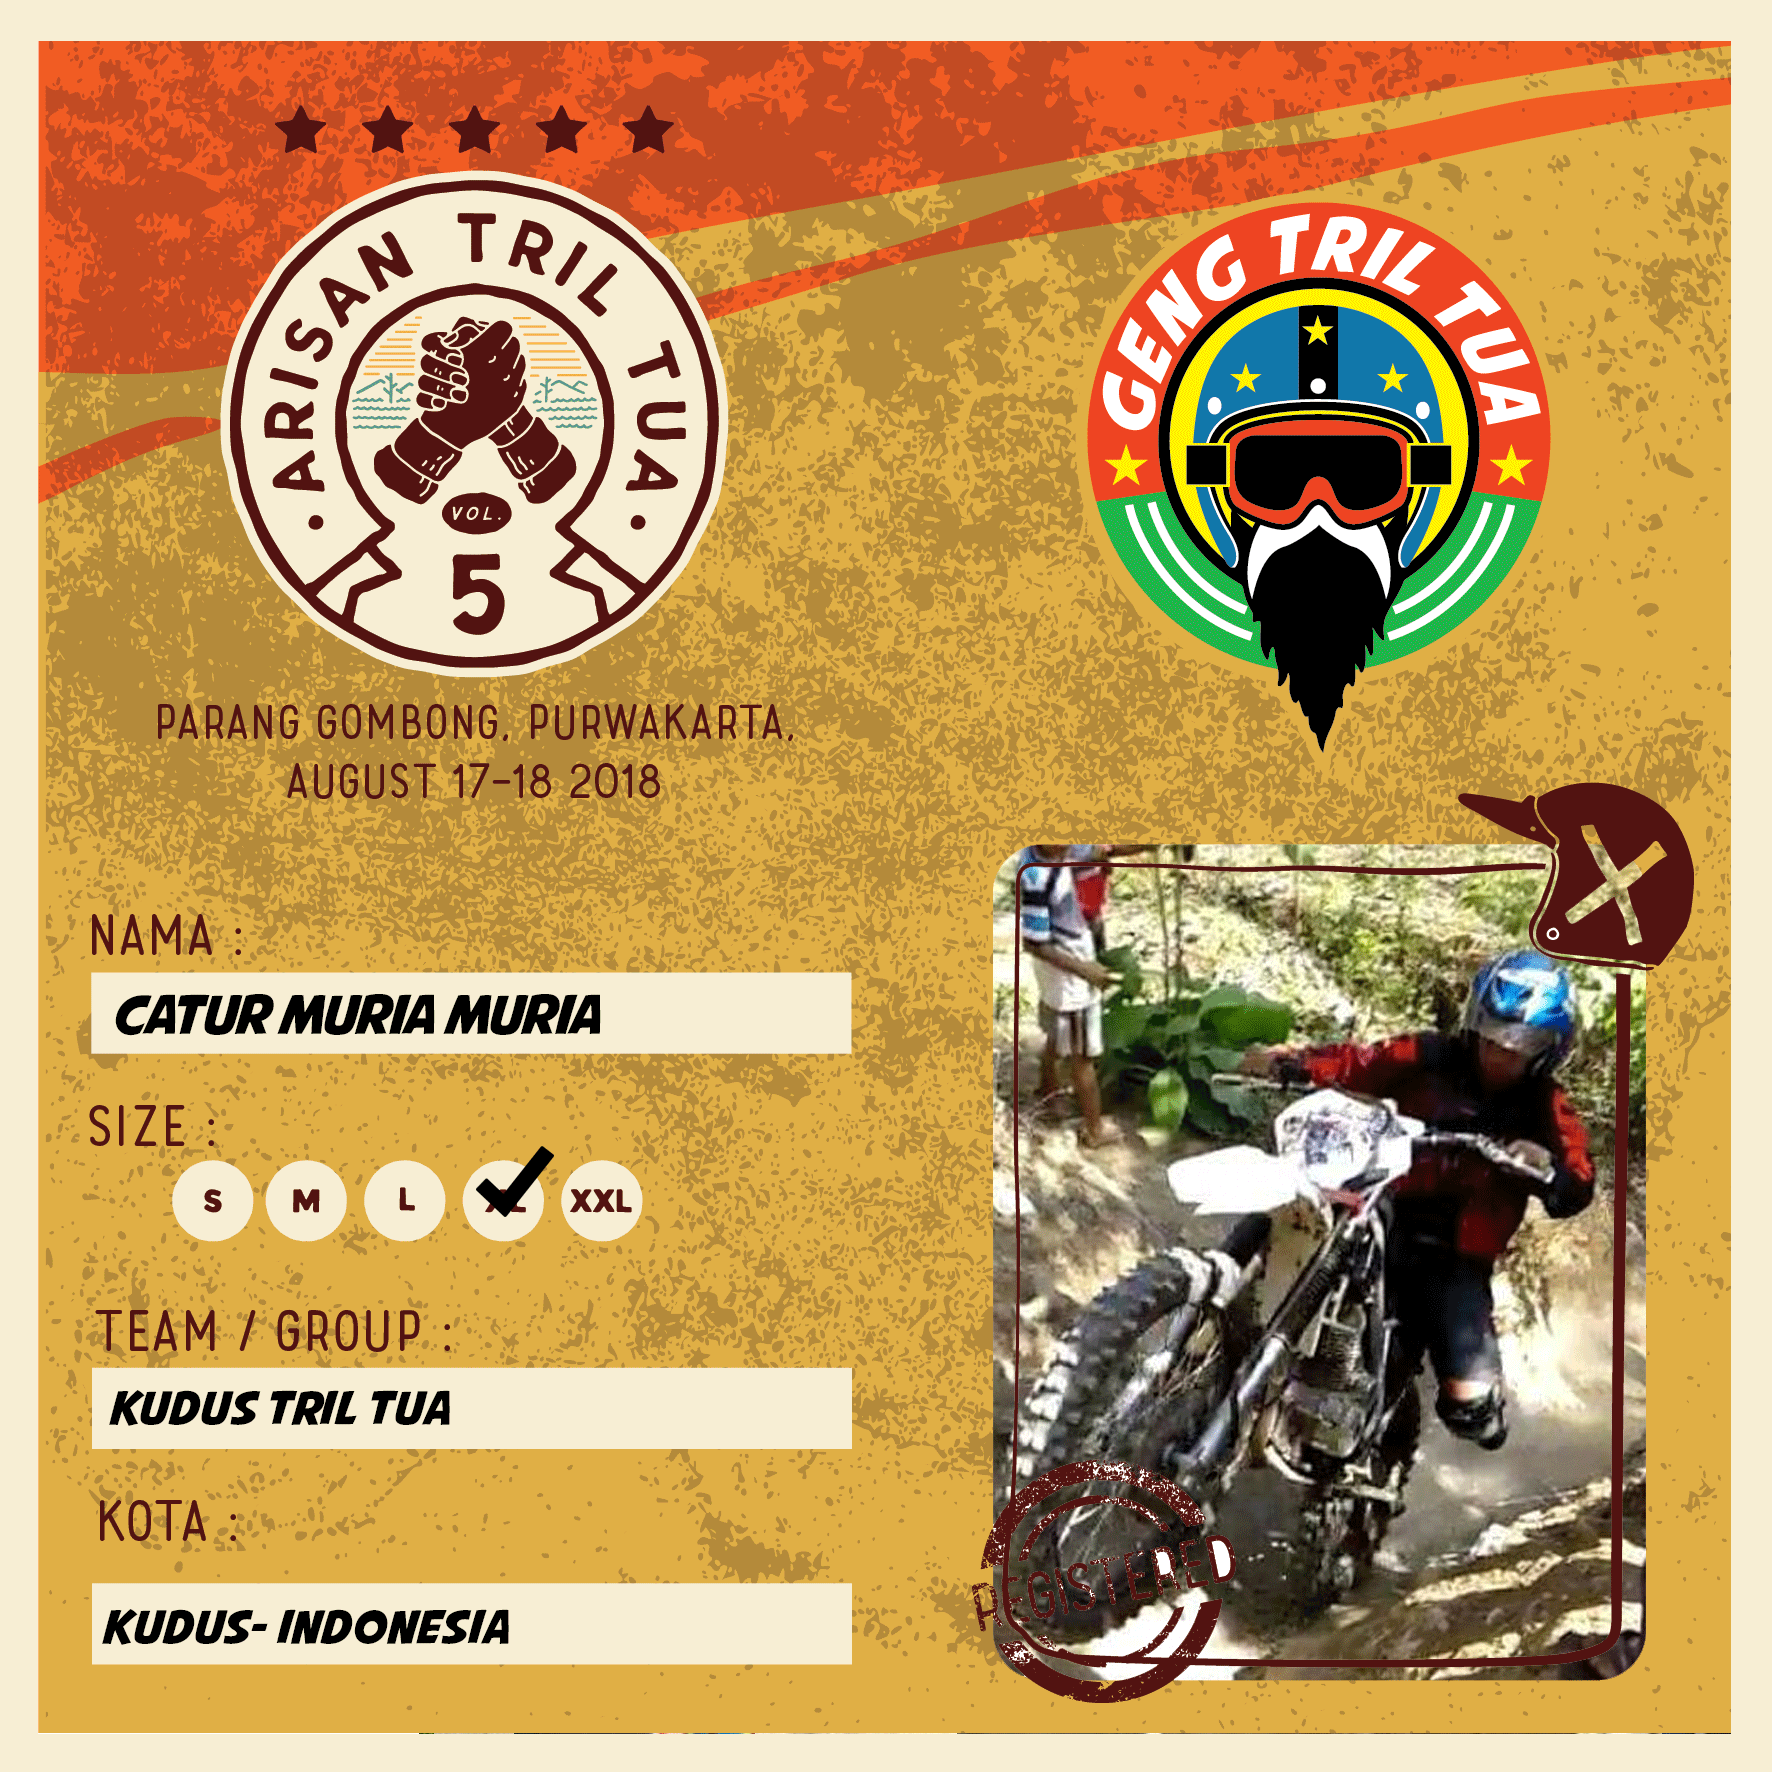 ARISAN TRIL TUA
VOL.
5
GENG TRIL TUA
PARANG GOMBONG, PURWAKARTA,
AUGUST 17-18 2018
NAMA :
CATUR MURIA MURIA
SIZE :
S M L XL XXL
TEAM / GROUP :
KUDUS TRIL TUA
KOTA :
KUDUS- INDONESIA
REGISTERED